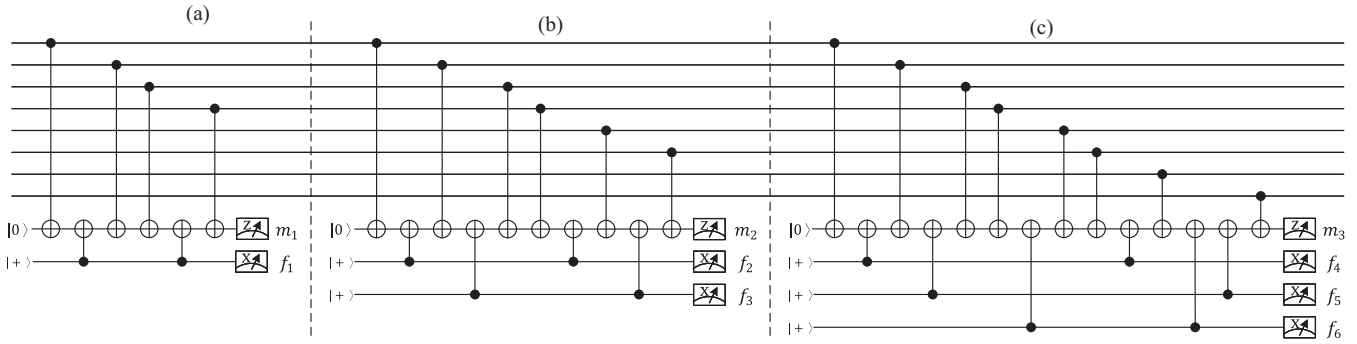 (a)
(b)
(c)
|0⟩ Z m₁ |0⟩ Z m₂ |0⟩ Z m₃
|+⟩ X f₁ |+⟩ X f₂ |+⟩ X f₄
|+⟩ X f₃ |+⟩ X f₅
|+⟩ X f₆